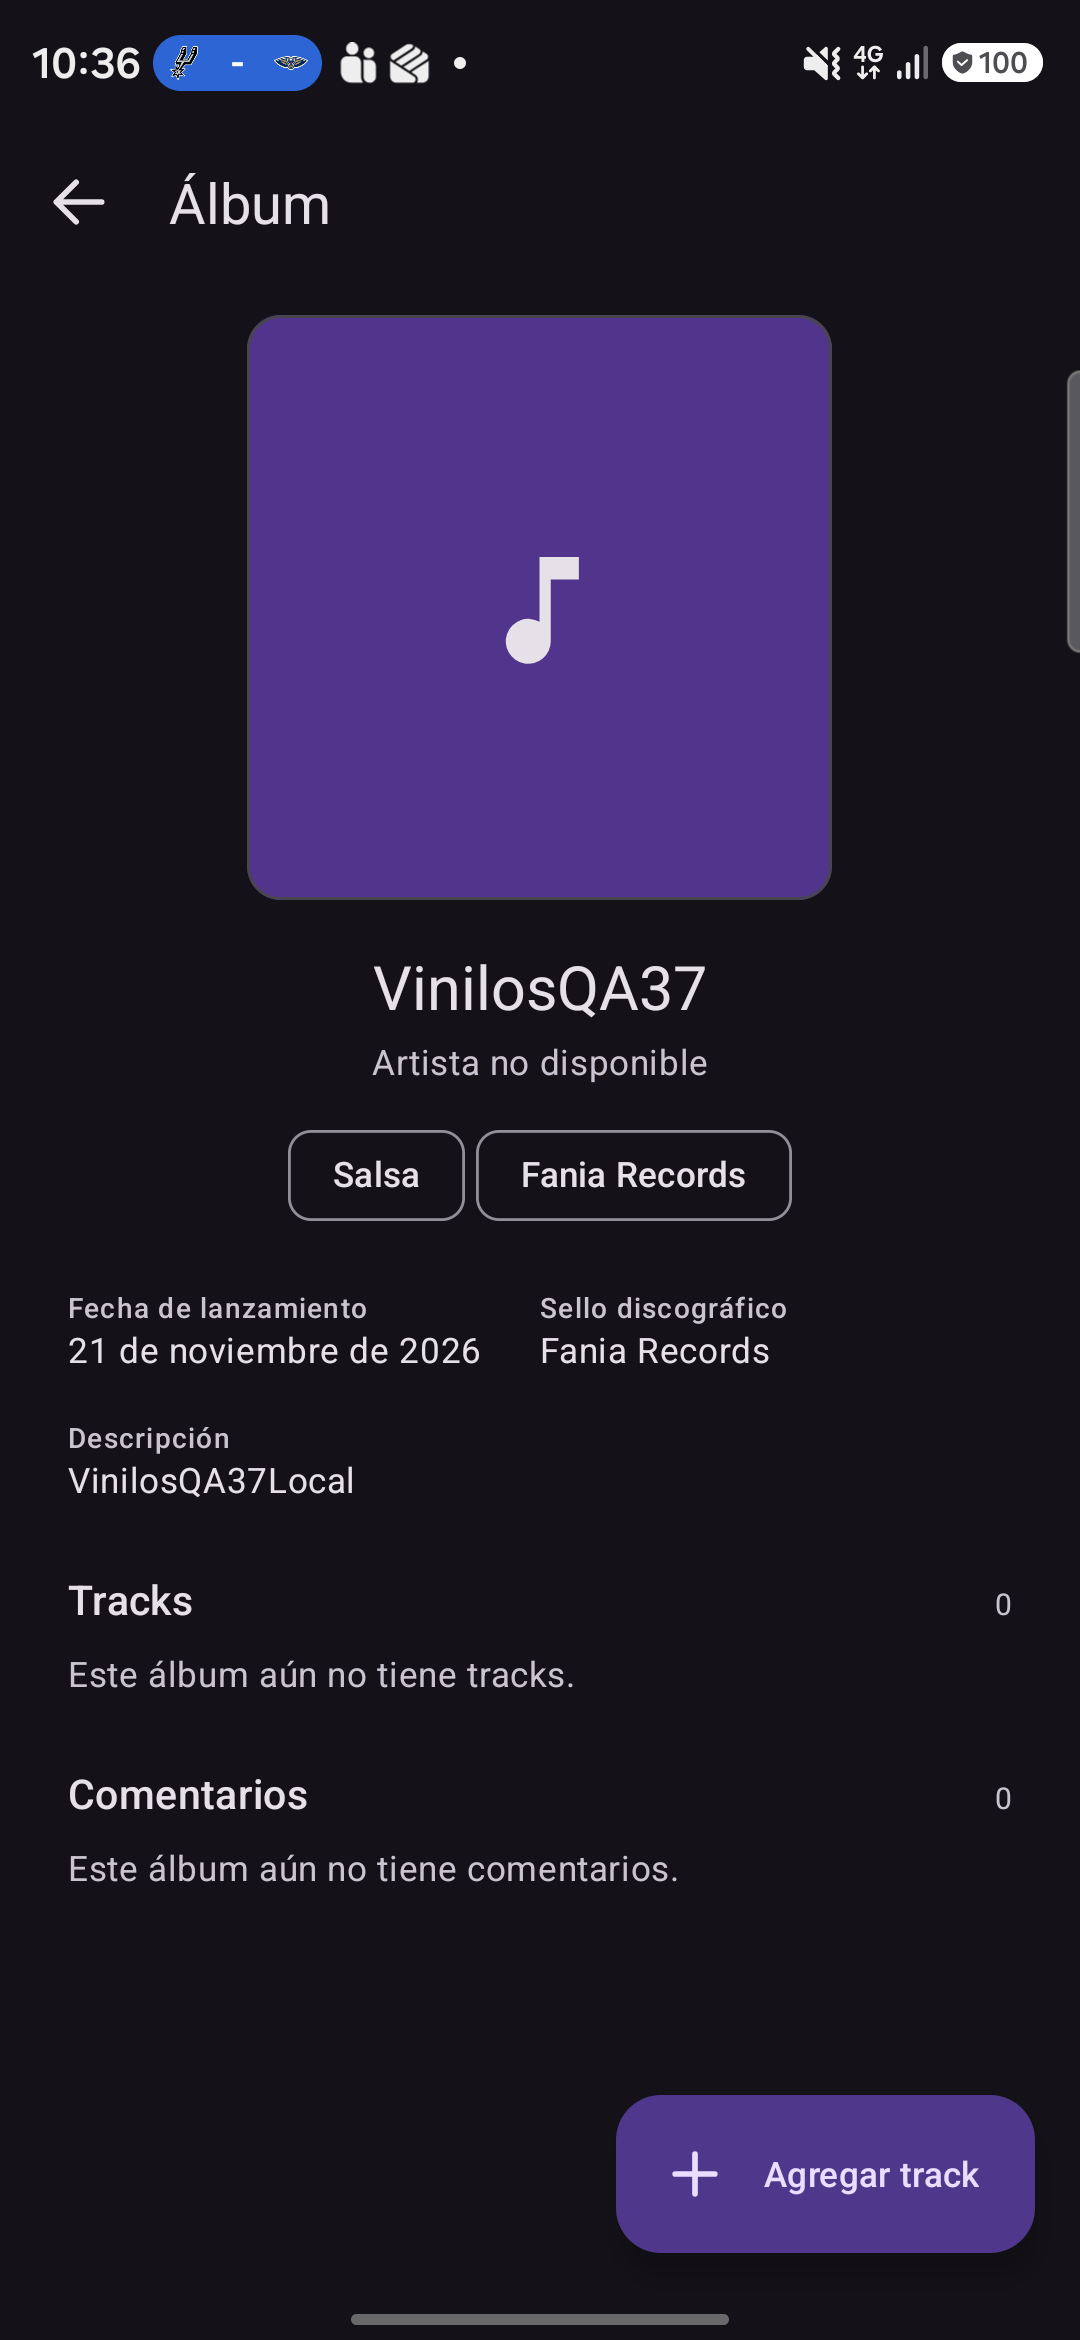 10:36 - 4G 100
Álbum
VinilosQA37
Artista no disponible
Salsa Fania Records
Fecha de lanzamiento Sello discográfico
21 de noviembre de 2026 Fania Records
Descripción
VinilosQA37Local
Tracks 0
Este álbum aún no tiene tracks.
Comentarios 0
Este álbum aún no tiene comentarios.
Agregar track